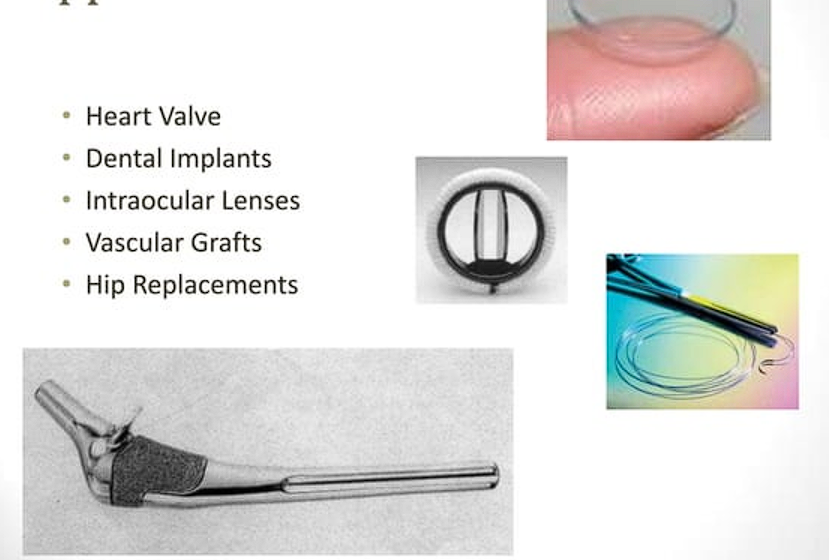 • Heart Valve
• Dental Implants
• Intraocular Lenses
• Vascular Grafts
• Hip Replacements